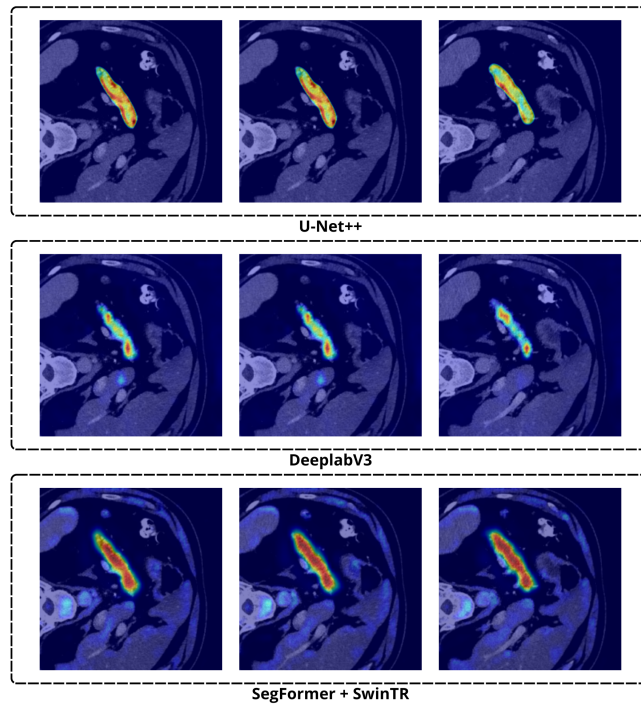 U-Net++
DeeplabV3
SegFormer + SwinTR